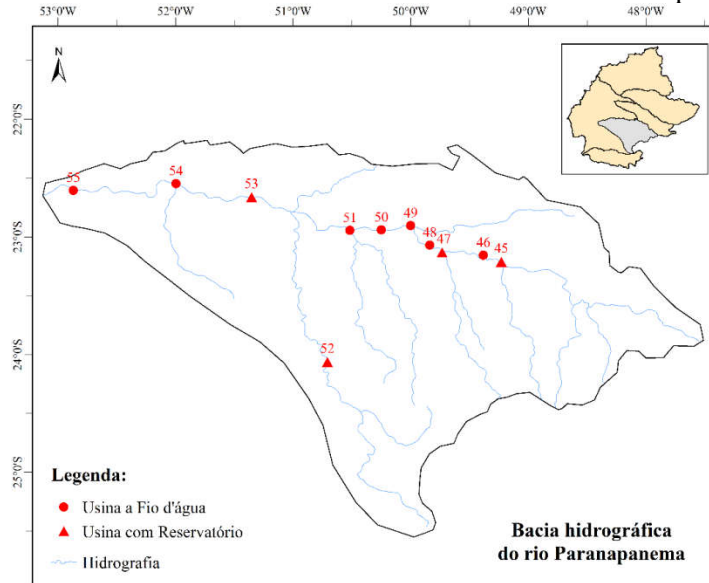 53°0'W 52°0'W 51°0'W 50°0'W 49°0'W 48°0'W
N
22°0'S
55
54
53
51
50
49
48
47
46
45
23°0'S
52
24°0'S
25°0'S
Legenda:
Usina a Fio d'água
Usina com Reservatório
Hidrografia
Bacia hidrográfica
do rio Paranapanema